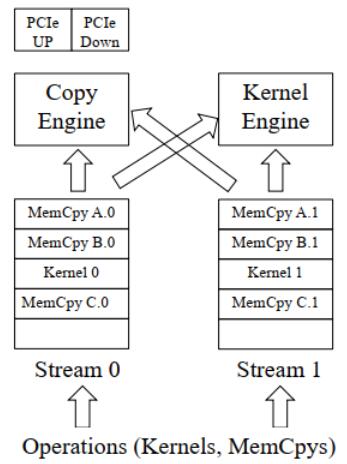 PCIe UP
PCIe Down
Copy Engine
Kernel Engine
MemCpy A.0
MemCpy B.0
Kernel 0
MemCpy C.0
Stream 0
MemCpy A.1
MemCpy B.1
Kernel 1
MemCpy C.1
Stream 1
Operations (Kernels, MemCpys)